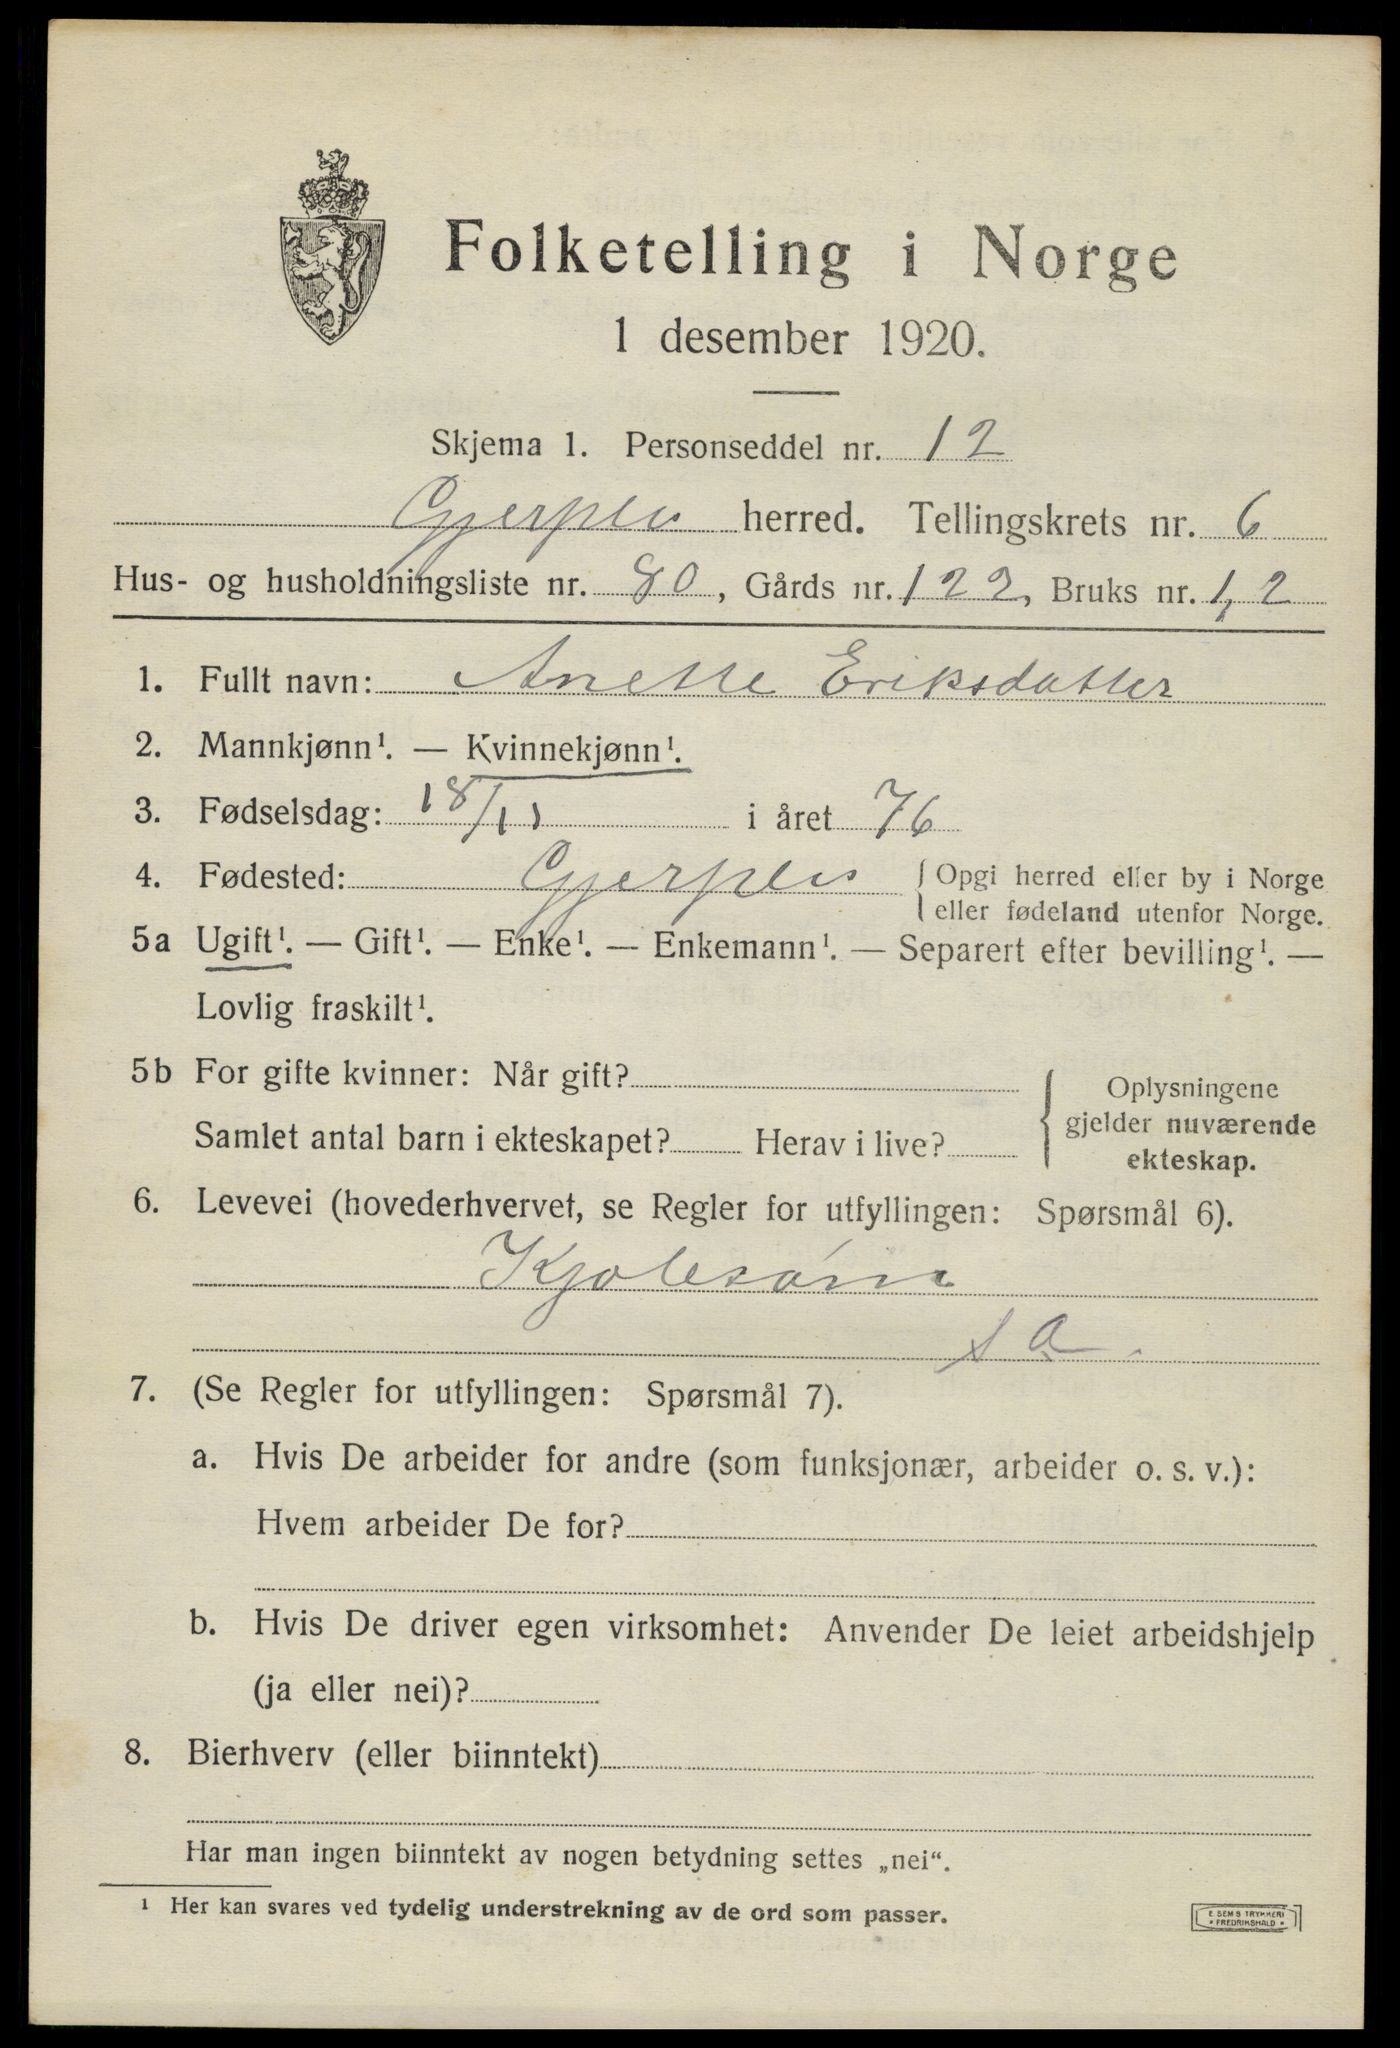 Folketelling i Norge
1 desember 1920.
Skjema 1. Personseddel nr. 12
Gjerpen herred. Tellingskrets nr. 6
Hus- og husholdningsliste nr. 80, Gårds nr. 122, Bruks nr. 1,2
1. Fullt navn: Anette Eriksdatter
2. Mannkjønn¹. — Kvinnekjønn¹.
3. Fødselsdag: 18/11 i året 76
4. Fødested: Gjerpen {Opgi herred eller by i Norge
eller fødeland utenfor Norge.
5a Ugift¹. — Gift¹. — Enke¹. — Enkemann¹. — Separert efter bevilling¹. —
Lovlig fraskilt¹.
5b For gifte kvinner: Når gift?
Samlet antal barn i ekteskapet? Herav i live?
{Oplysningene
gjelder nuværende
ekteskap.
6. Levevei (hovederhvervet, se Regler for utfyllingen: Spørsmål 6).
Kjolesøm
s a.
7. (Se Regler for utfyllingen: Spørsmål 7).
a. Hvis De arbeider for andre (som funksjonær, arbeider o. s. v.):
Hvem arbeider De for?
b. Hvis De driver egen virksomhet: Anvender De leiet arbeidshjelp
(ja eller nei)?
8. Bierhverv (eller biinntekt)
Har man ingen biinntekt av nogen betydning settes „nei“.
¹ Her kan svares ved tydelig understrekning av de ord som passer.
E. SEMS TRYKKERI
* FREDRIKSHALD *